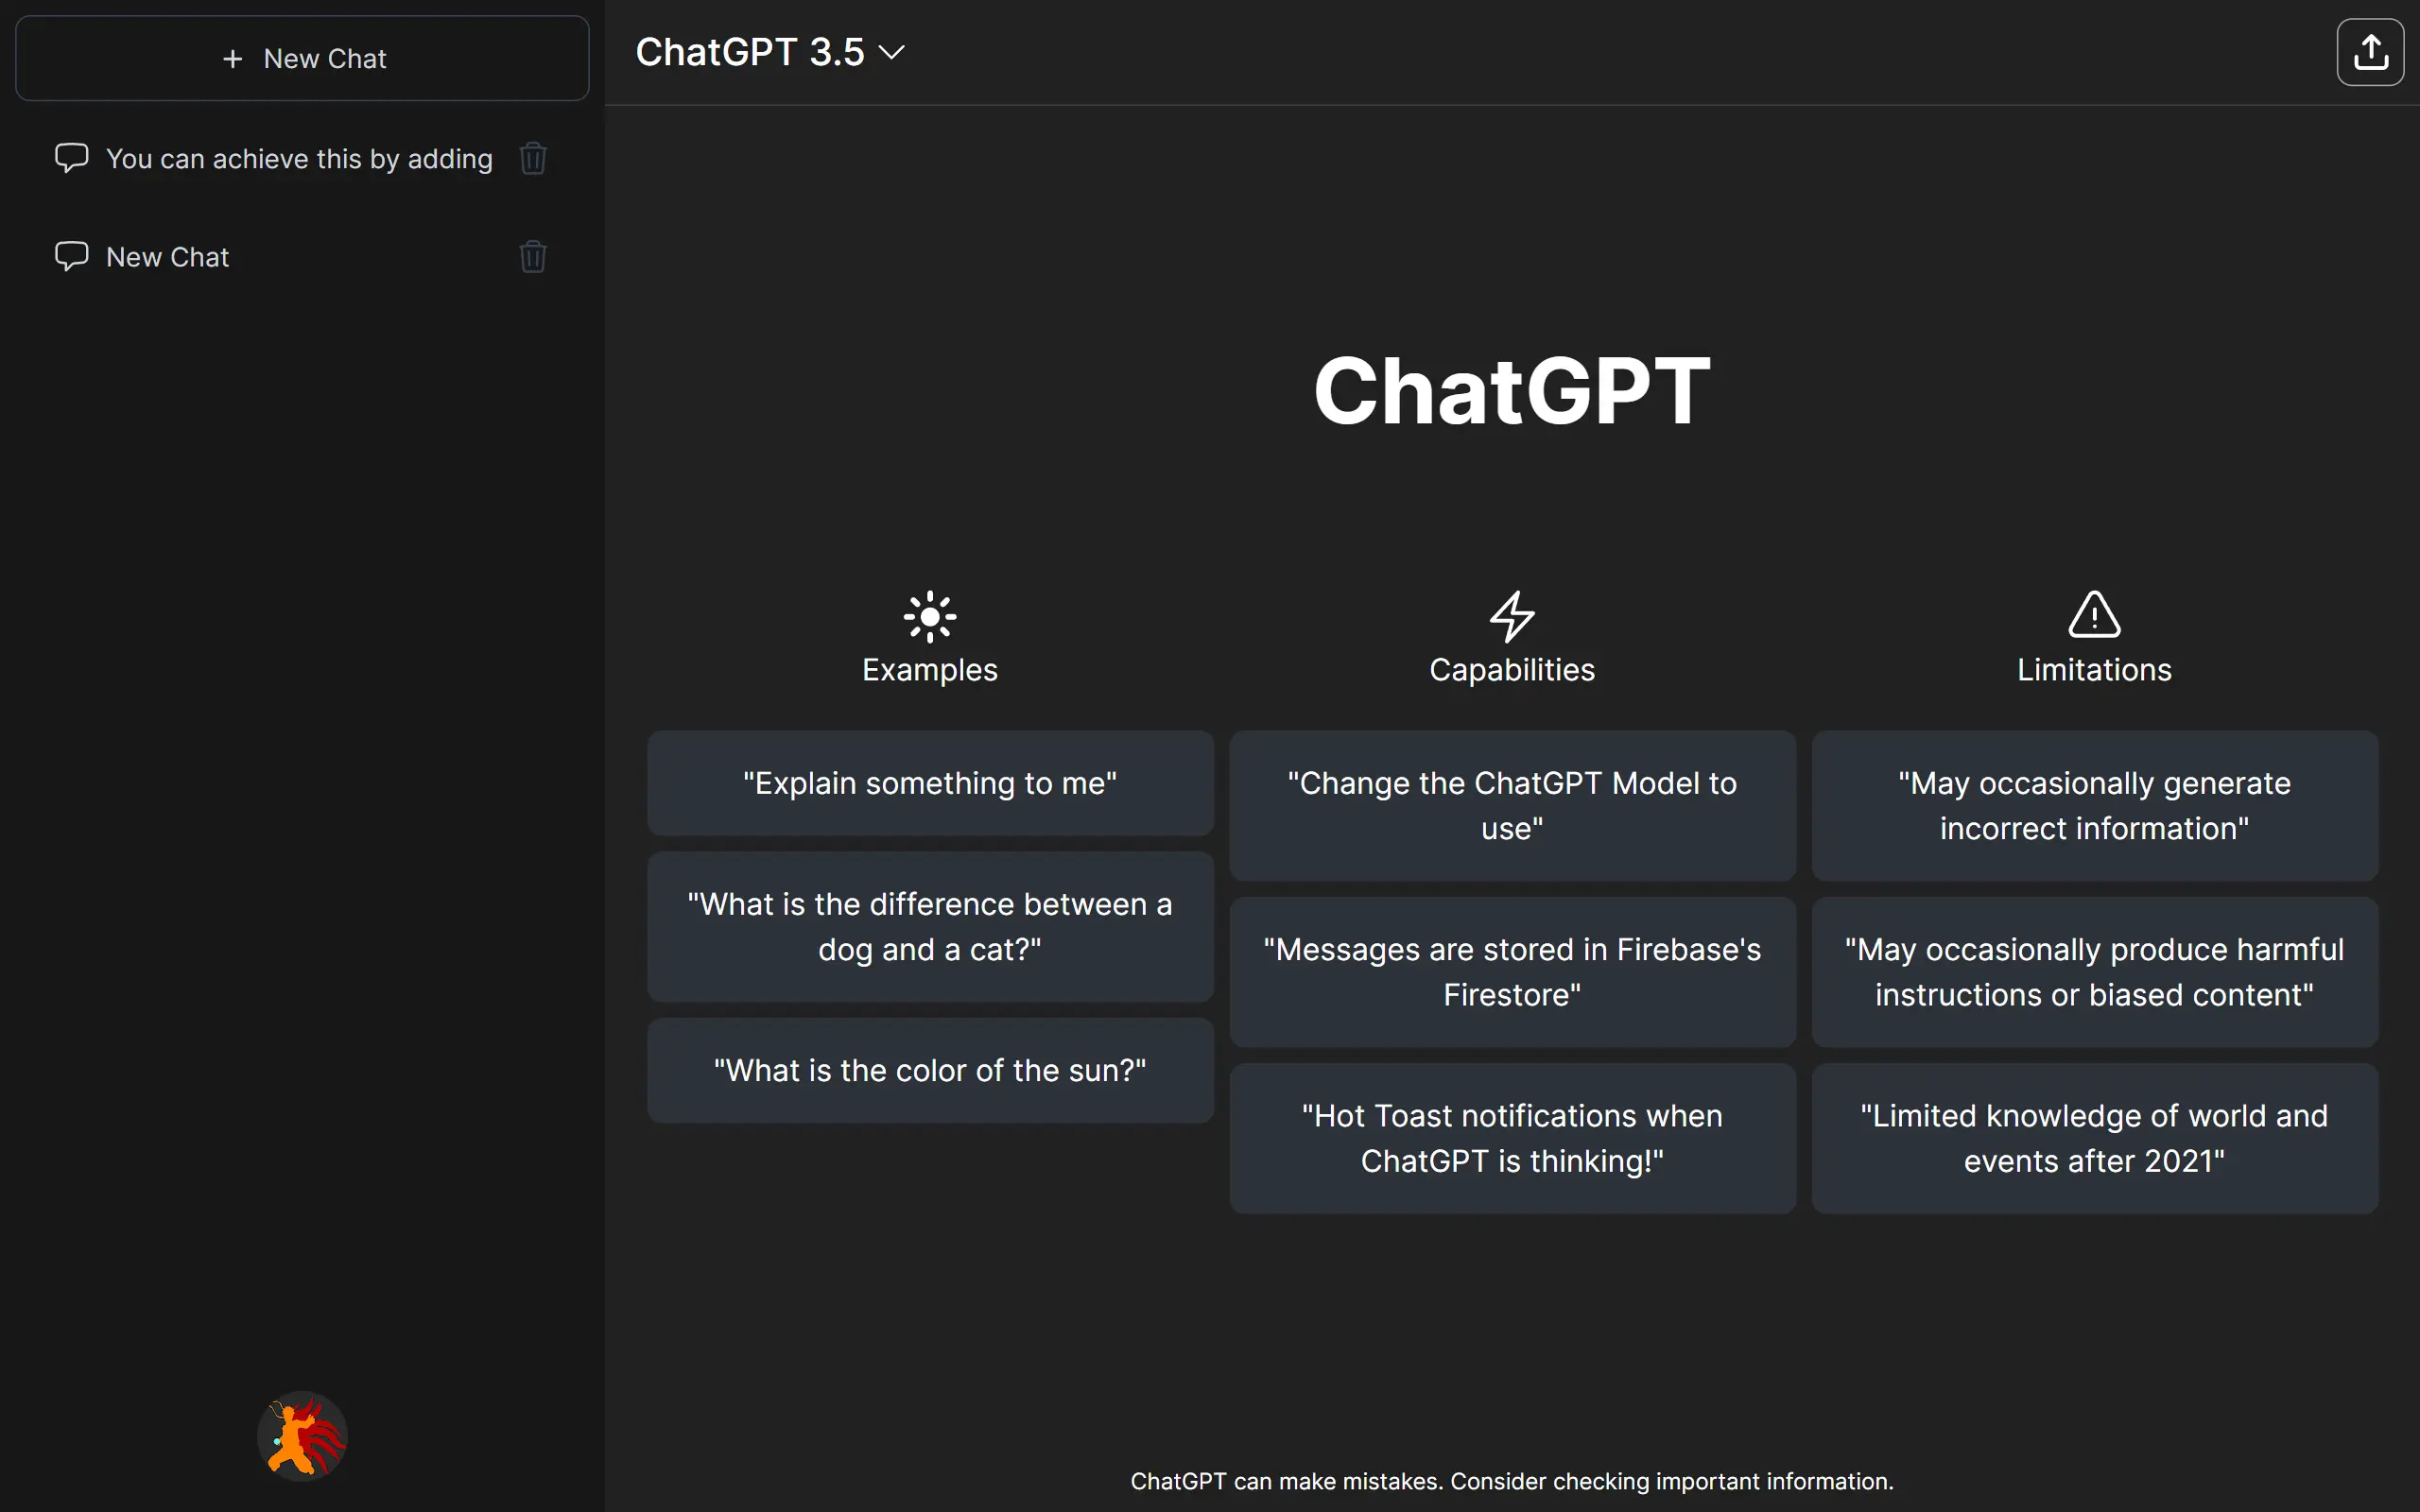 + New Chat
You can achieve this by adding
New Chat
ChatGPT 3.5
ChatGPT
Examples
"Explain something to me"
"What is the difference between a
dog and a cat?"
"What is the color of the sun?"
Capabilities
"Change the ChatGPT Model to
use"
"Messages are stored in Firebase's
Firestore"
"Hot Toast notifications when
ChatGPT is thinking!"
Limitations
"May occasionally generate
incorrect information"
"May occasionally produce harmful
instructions or biased content"
"Limited knowledge of world and
events after 2021"
ChatGPT can make mistakes. Consider checking important information.